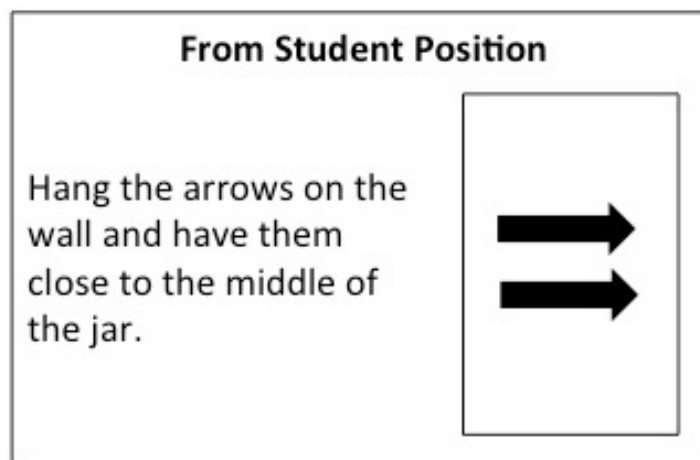 From Student Position
Hang the arrows on the
wall and have them
close to the middle of
the jar.